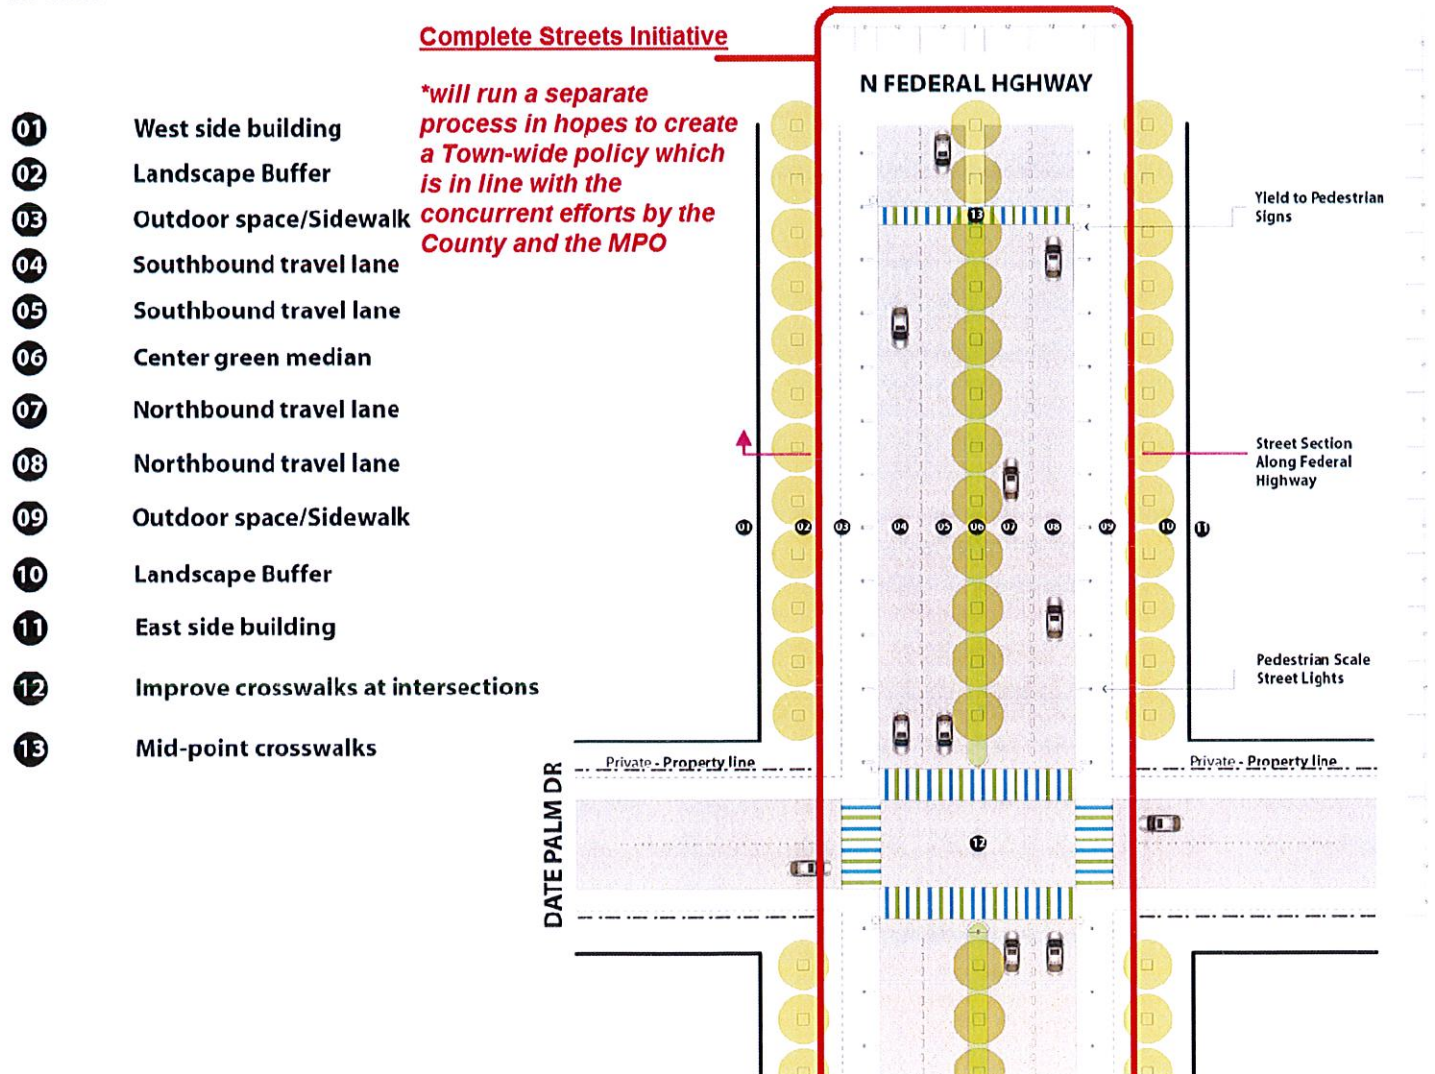 Complete Streets Initiative
*will run a separate
process in hopes to create
a Town-wide policy which
is in line with the
concurrent efforts by the
County and the MPO
01 West side building
02 Landscape Buffer
03 Outdoor space/Sidewalk
04 Southbound travel lane
05 Southbound travel lane
06 Center green median
07 Northbound travel lane
08 Northbound travel lane
09 Outdoor space/Sidewalk
10 Landscape Buffer
11 East side building
12 Improve crosswalks at intersections
13 Mid-point crosswalks
N FEDERAL HGHWAY
13
Yield to Pedestrian
Signs
Street Section
Along Federal
Highway
01 02 03 04 05 06 07 08 09 10 11
Pedestrian Scale
Street Lights
Private - Property line
Private - Property line
DATE PALM DR
12